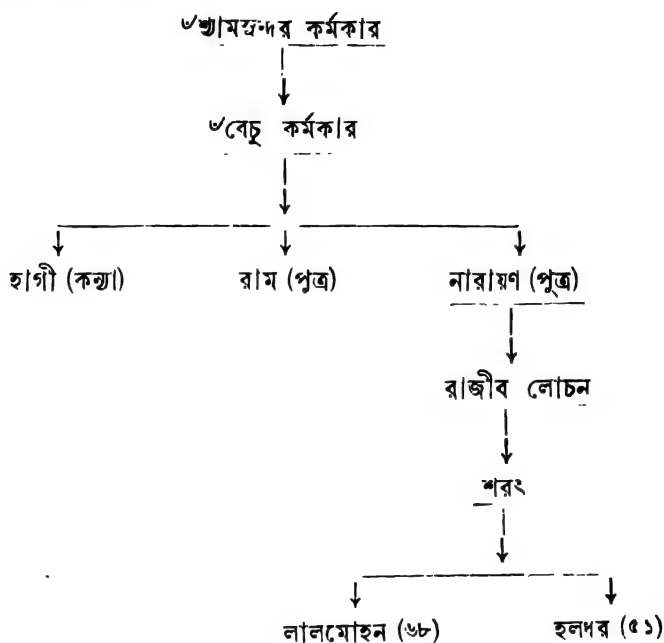 ৺শ্যামসুন্দর কর্মকার
৺বেচু কর্মকার
হাগী (কন্যা) রাম (পুত্র) নারায়ণ (পুত্র)
রাজীব লোচন
শরৎ
লালমোহন (৬৮) হলধর (৫১)